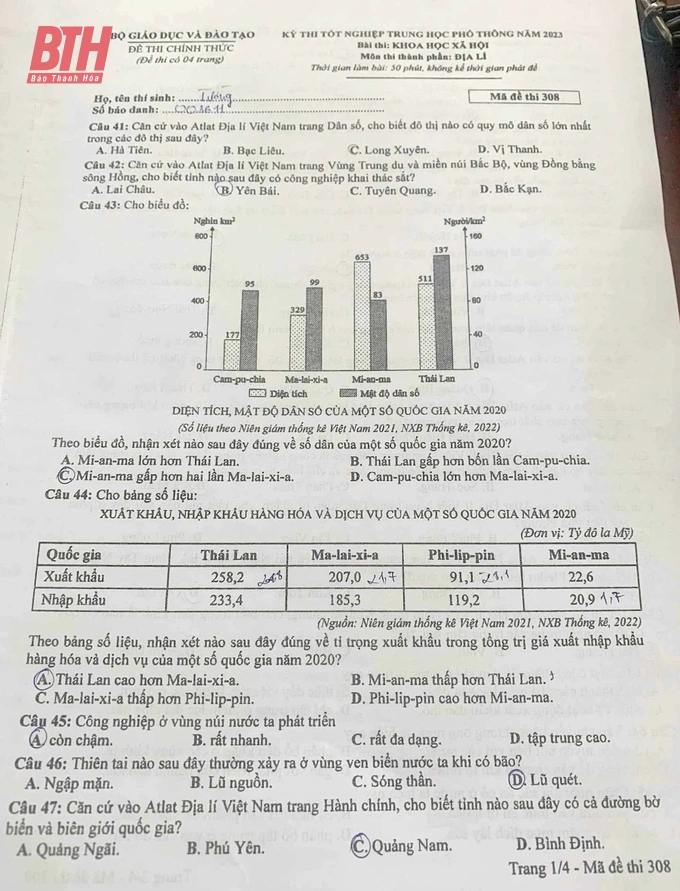 BTH
Báo Thanh Hóa
BỘ GIÁO DỤC VÀ ĐÀO TẠO
ĐỀ THI CHÍNH THỨC
(Đề thi có 04 trang)
KỲ THI TỐT NGHIỆP TRUNG HỌC PHỔ THÔNG NĂM 2023
Bài thi: KHOA HỌC XÃ HỘI
Môn thi thành phần: ĐỊA LÍ
Thời gian làm bài: 50 phút, không kể thời gian phát đề
Họ, tên thí sinh:
Số báo danh:
Mã đề thi 308
Câu 41: Căn cứ vào Atlat Địa lí Việt Nam trang Dân số, cho biết đô thị nào có quy mô dân số lớn nhất
trong các đô thị sau đây?
A. Hà Tiên. B. Bạc Liêu. C. Long Xuyên. D. Vị Thanh.
Câu 42: Căn cứ vào Atlat Địa lí Việt Nam trang Vùng Trung du và miền núi Bắc Bộ, vùng Đồng bằng
sông Hồng, cho biết tỉnh nào sau đây có công nghiệp khai thác sắt?
A. Lai Châu. B. Yên Bái. C. Tuyên Quang. D. Bắc Kạn.
Câu 43: Cho biểu đồ:
Nghìn km² Người/km²
800 160
653 137
600 511 120
95 99 83
400 329 80
200 177 40
0 0
Cam-pu-chia Ma-lai-xi-a Mi-an-ma Thái Lan
Diện tích Mật độ dân số
DIỆN TÍCH, MẬT ĐỘ DÂN SỐ CỦA MỘT SỐ QUỐC GIA NĂM 2020
(Số liệu theo Niên giám thống kê Việt Nam 2021, NXB Thống kê, 2022)
Theo biểu đồ, nhận xét nào sau đây đúng về số dân của một số quốc gia năm 2020?
A. Mi-an-ma lớn hơn Thái Lan. B. Thái Lan gấp hơn bốn lần Cam-pu-chia.
C. Mi-an-ma gấp hơn hai lần Ma-lai-xi-a. D. Cam-pu-chia lớn hơn Ma-lai-xi-a.
Câu 44: Cho bảng số liệu:
XUẤT KHẨU, NHẬP KHẨU HÀNG HÓA VÀ DỊCH VỤ CỦA MỘT SỐ QUỐC GIA NĂM 2020
(Đơn vị: Tỷ đô la Mỹ)
Quốc gia Thái Lan Ma-lai-xi-a Phi-lip-pin Mi-an-ma
Xuất khẩu 258,2 207,0 21,7 91,1 22,6
Nhập khẩu 233,4 185,3 119,2 20,9 1,7
(Nguồn: Niên giám thống kê Việt Nam 2021, NXB Thống kê, 2022)
Theo bảng số liệu, nhận xét nào sau đây đúng về tỉ trọng xuất khẩu trong tổng trị giá xuất nhập khẩu
hàng hóa và dịch vụ của một số quốc gia năm 2020?
A. Thái Lan cao hơn Ma-lai-xi-a. B. Mi-an-ma thấp hơn Thái Lan.
C. Ma-lai-xi-a thấp hơn Phi-lip-pin. D. Phi-lip-pin cao hơn Mi-an-ma.
Câu 45: Công nghiệp ở vùng núi nước ta phát triển
A. còn chậm. B. rất nhanh. C. rất đa dạng. D. tập trung cao.
Câu 46: Thiên tai nào sau đây thường xảy ra ở vùng ven biển nước ta khi có bão?
A. Ngập mặn. B. Lũ nguồn. C. Sóng thần. D. Lũ quét.
Câu 47: Căn cứ vào Atlat Địa lí Việt Nam trang Hành chính, cho biết tỉnh nào sau đây có cả đường bờ
biển và biên giới quốc gia?
A. Quảng Ngãi. B. Phú Yên. C. Quảng Nam. D. Bình Định.
Trang 1/4 - Mã đề thi 308